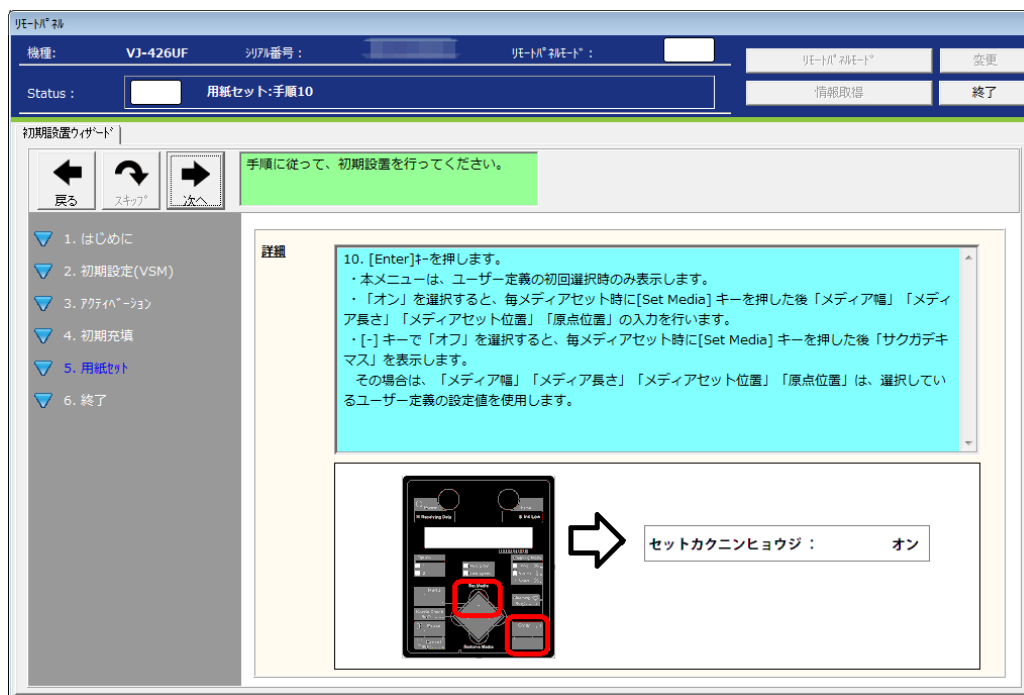 リモートパネル
機種: VJ-426UF シリアル番号： リモートパネルモード：
リモートパネルモード 変更
Status： 用紙セット:手順10
情報取得 終了
初期設置ウィザード
戻る スキップ 次へ
手順に従って、初期設置を行ってください。
1. はじめに
2. 初期設定(VSM)
3. アクティベーション
4. 初期充填
5. 用紙セット
6. 終了
詳細
10. [Enter]キーを押します。
・本メニューは、ユーザー定義の初回選択時のみ表示します。
・「オン」を選択すると、毎メディアセット時に[Set Media] キーを押した後「メディア幅」「メディ
ア長さ」「メディアセット位置」「原点位置」の入力を行います。
・[-] キーで「オフ」を選択すると、毎メディアセット時に[Set Media] キーを押した後「サクガデキ
マス」を表示します。
その場合は、「メディア幅」「メディア長さ」「メディアセット位置」「原点位置」は、選択してい
るユーザー定義の設定値を使用します。
Receiving Data
Ink Low
Set Media
セットカクニンヒョウジ： オン